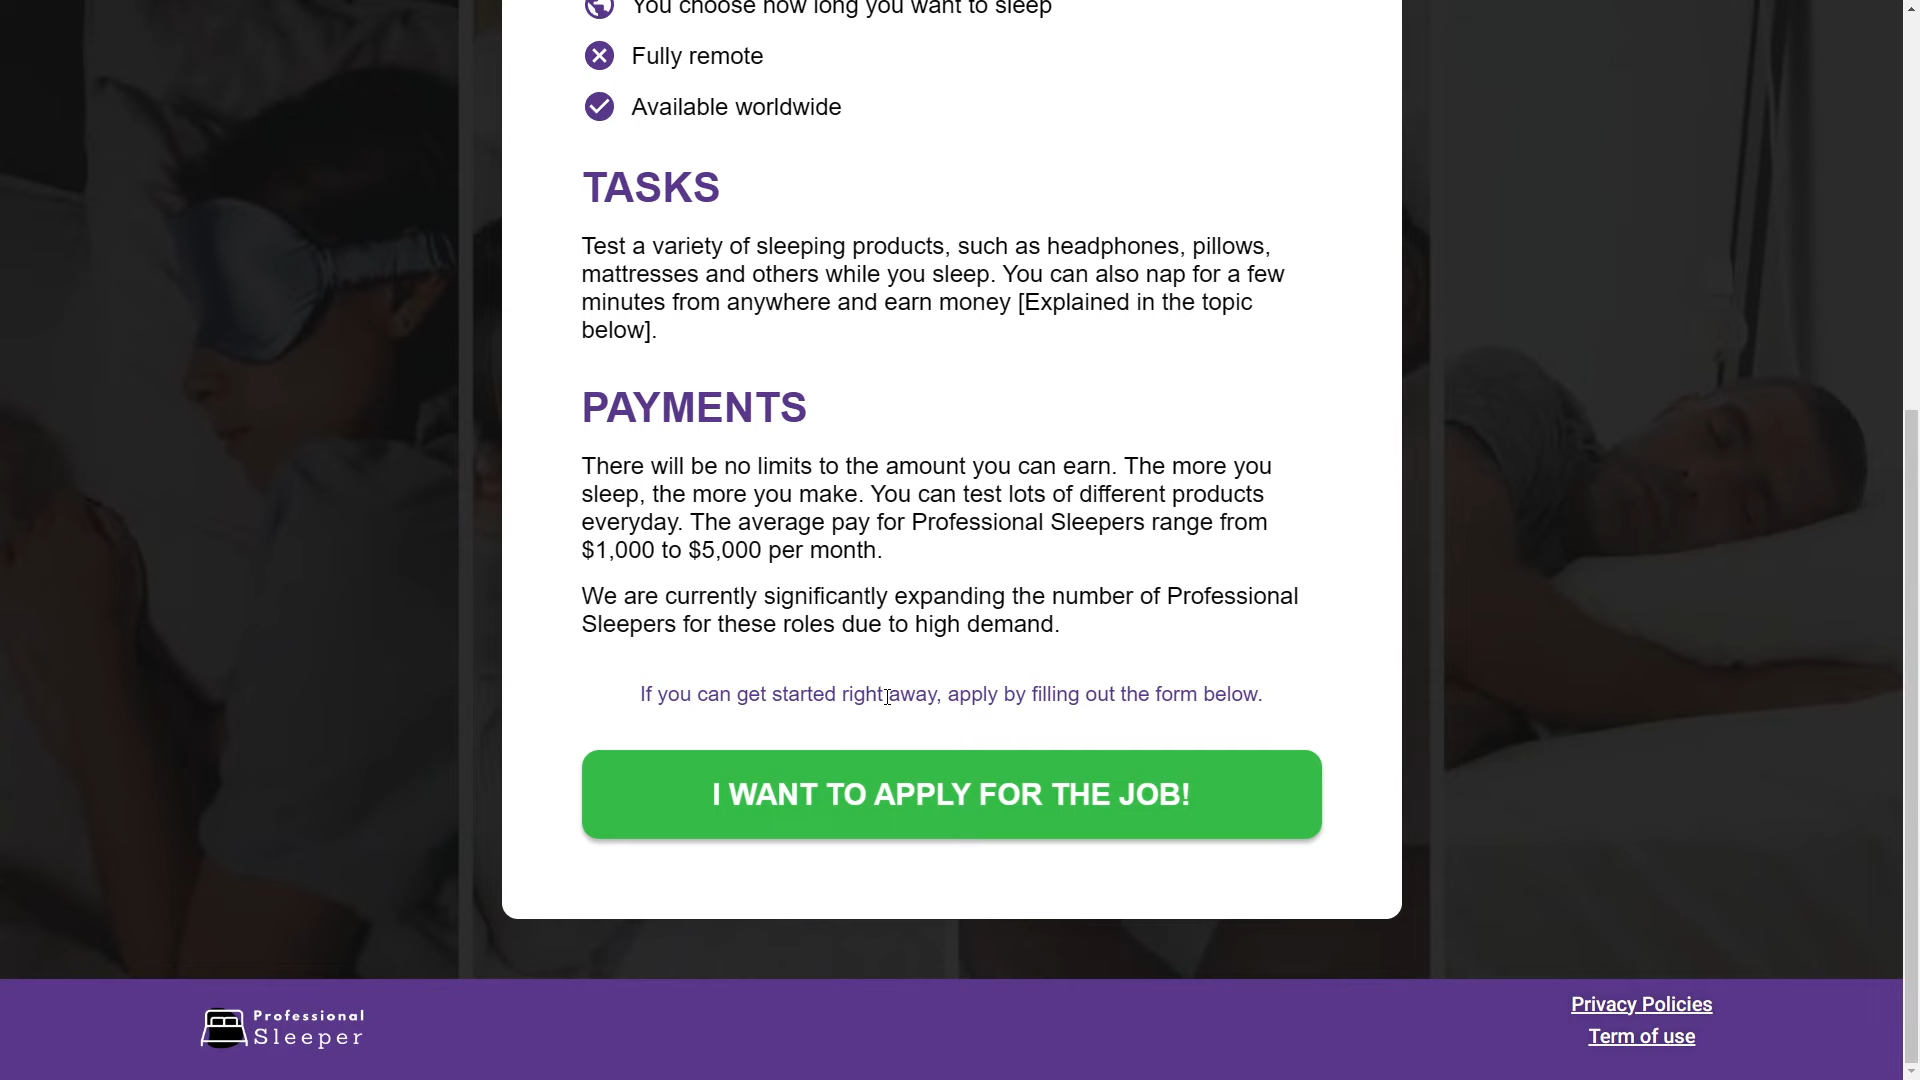 You choose how long you want to sleep
Fully remote
Available worldwide
TASKS
Test a variety of sleeping products, such as headphones, pillows,
mattresses and others while you sleep. You can also nap for a few
minutes from anywhere and earn money [Explained in the topic
below].
PAYMENTS
There will be no limits to the amount you can earn. The more you
sleep, the more you make. You can test lots of different products
everyday. The average pay for Professional Sleepers range from
$1,000 to $5,000 per month.
We are currently significantly expanding the number of Professional
Sleepers for these roles due to high demand.
If you can get started right away, apply by filling out the form below.
I WANT TO APPLY FOR THE JOB!
Professional
Sleeper
Privacy Policies
Term of use